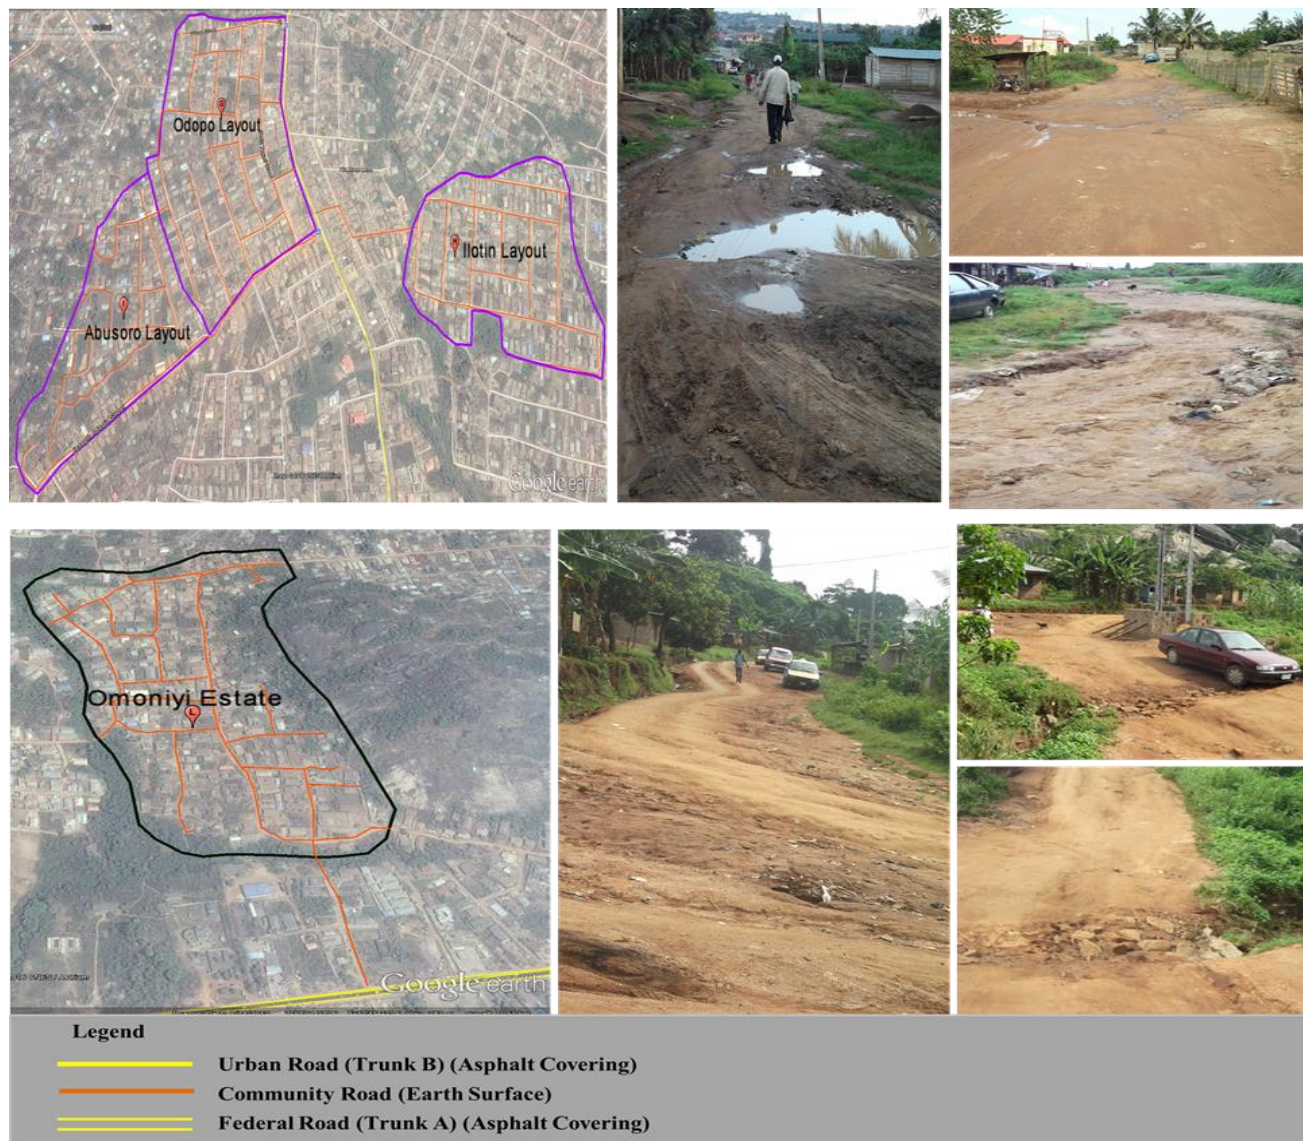 Odopo Layout
Ilotin Layout
Abusoro Layout
Google earth
Omoniyi Estate
L
Google earth
Legend
Urban Road (Trunk B) (Asphalt Covering)
Community Road (Earth Surface)
Federal Road (Trunk A) (Asphalt Covering)